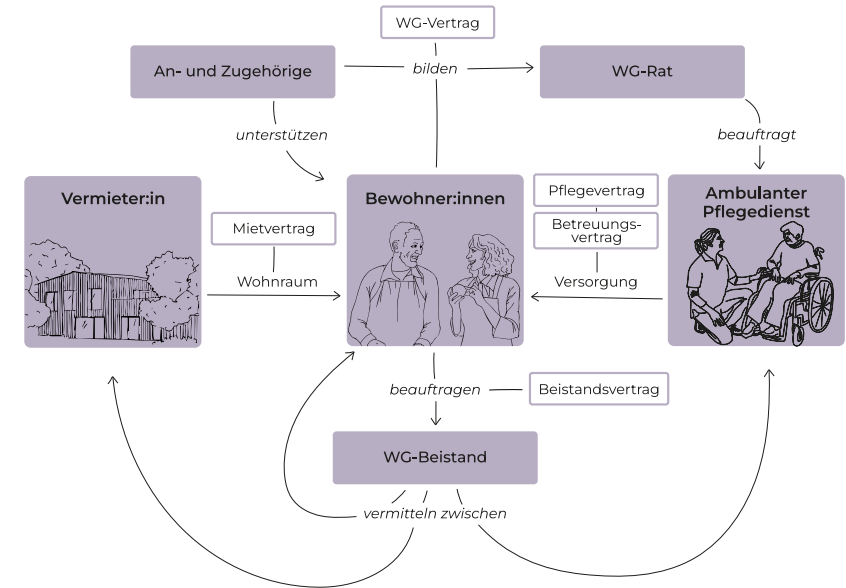 WG-Vertrag
An- und Zugehörige
bilden
WG-Rat
unterstützen
beauftragt
Vermieter:in
Mietvertrag
Wohnraum
Bewohner:innen
Pflegevertrag
Betreuungs-
vertrag
Versorgung
Ambulanter
Pflegedienst
beauftragen
Beistandsvertrag
WG-Beistand
vermitteln zwischen